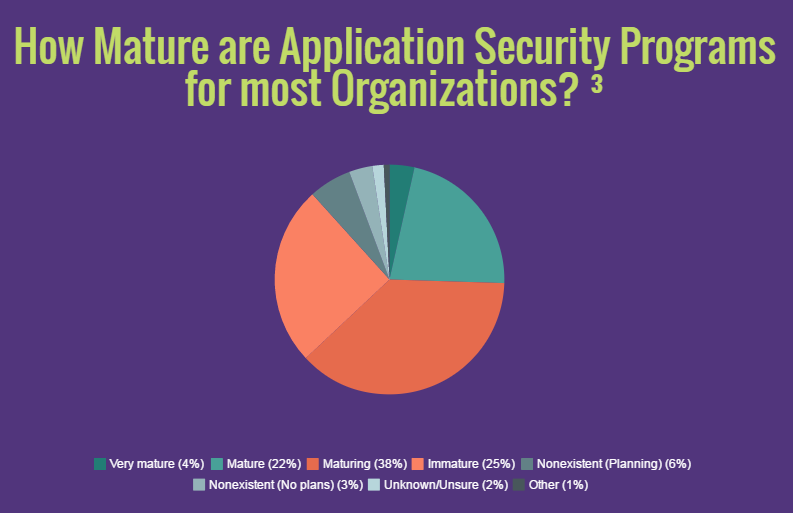 How Mature are Application Security Programs
for most Organizations? ³
Very mature (4%) Mature (22%) Maturing (38%) Immature (25%) Nonexistent (Planning) (6%)
Nonexistent (No plans) (3%) Unknown/Unsure (2%) Other (1%)